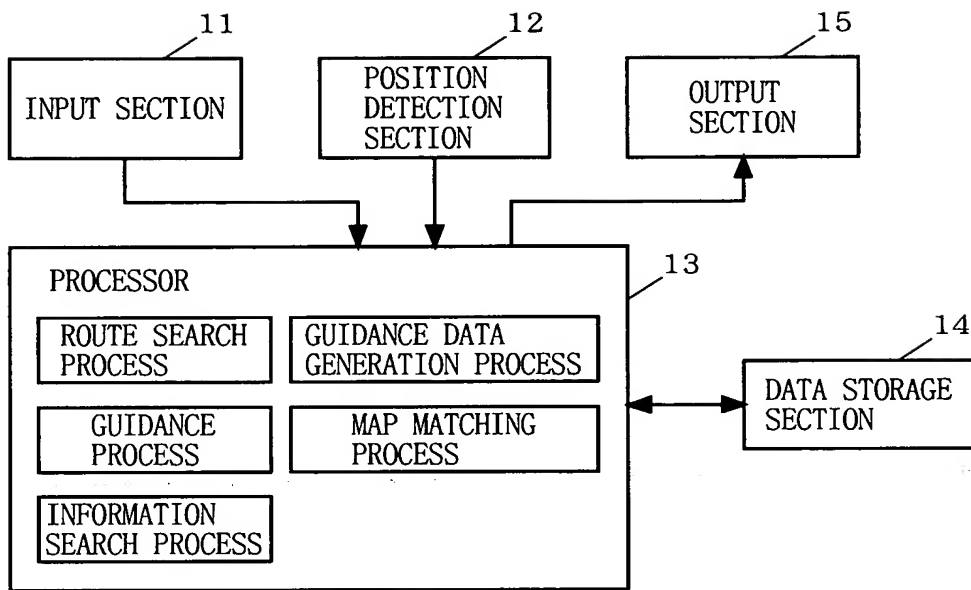 11
12
15
INPUT SECTION
POSITION
DETECTION
SECTION
OUTPUT
SECTION
PROCESSOR
13
ROUTE SEARCH
PROCESS
GUIDANCE DATA
GENERATION PROCESS
GUIDANCE
PROCESS
MAP MATCHING
PROCESS
INFORMATION
SEARCH PROCESS
14
DATA STORAGE
SECTION